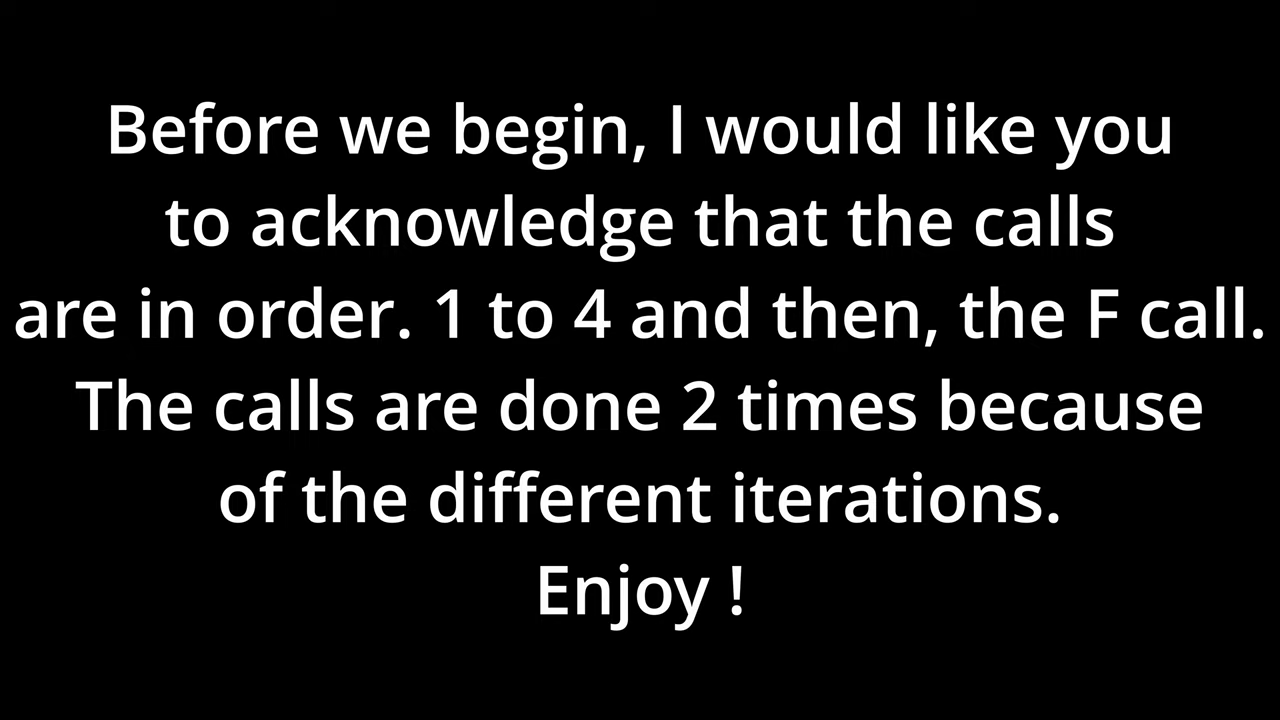 Before we begin, I would like you
to acknowledge that the calls
are in order. 1 to 4 and then, the F call.
The calls are done 2 times because
of the different iterations.
Enjoy !